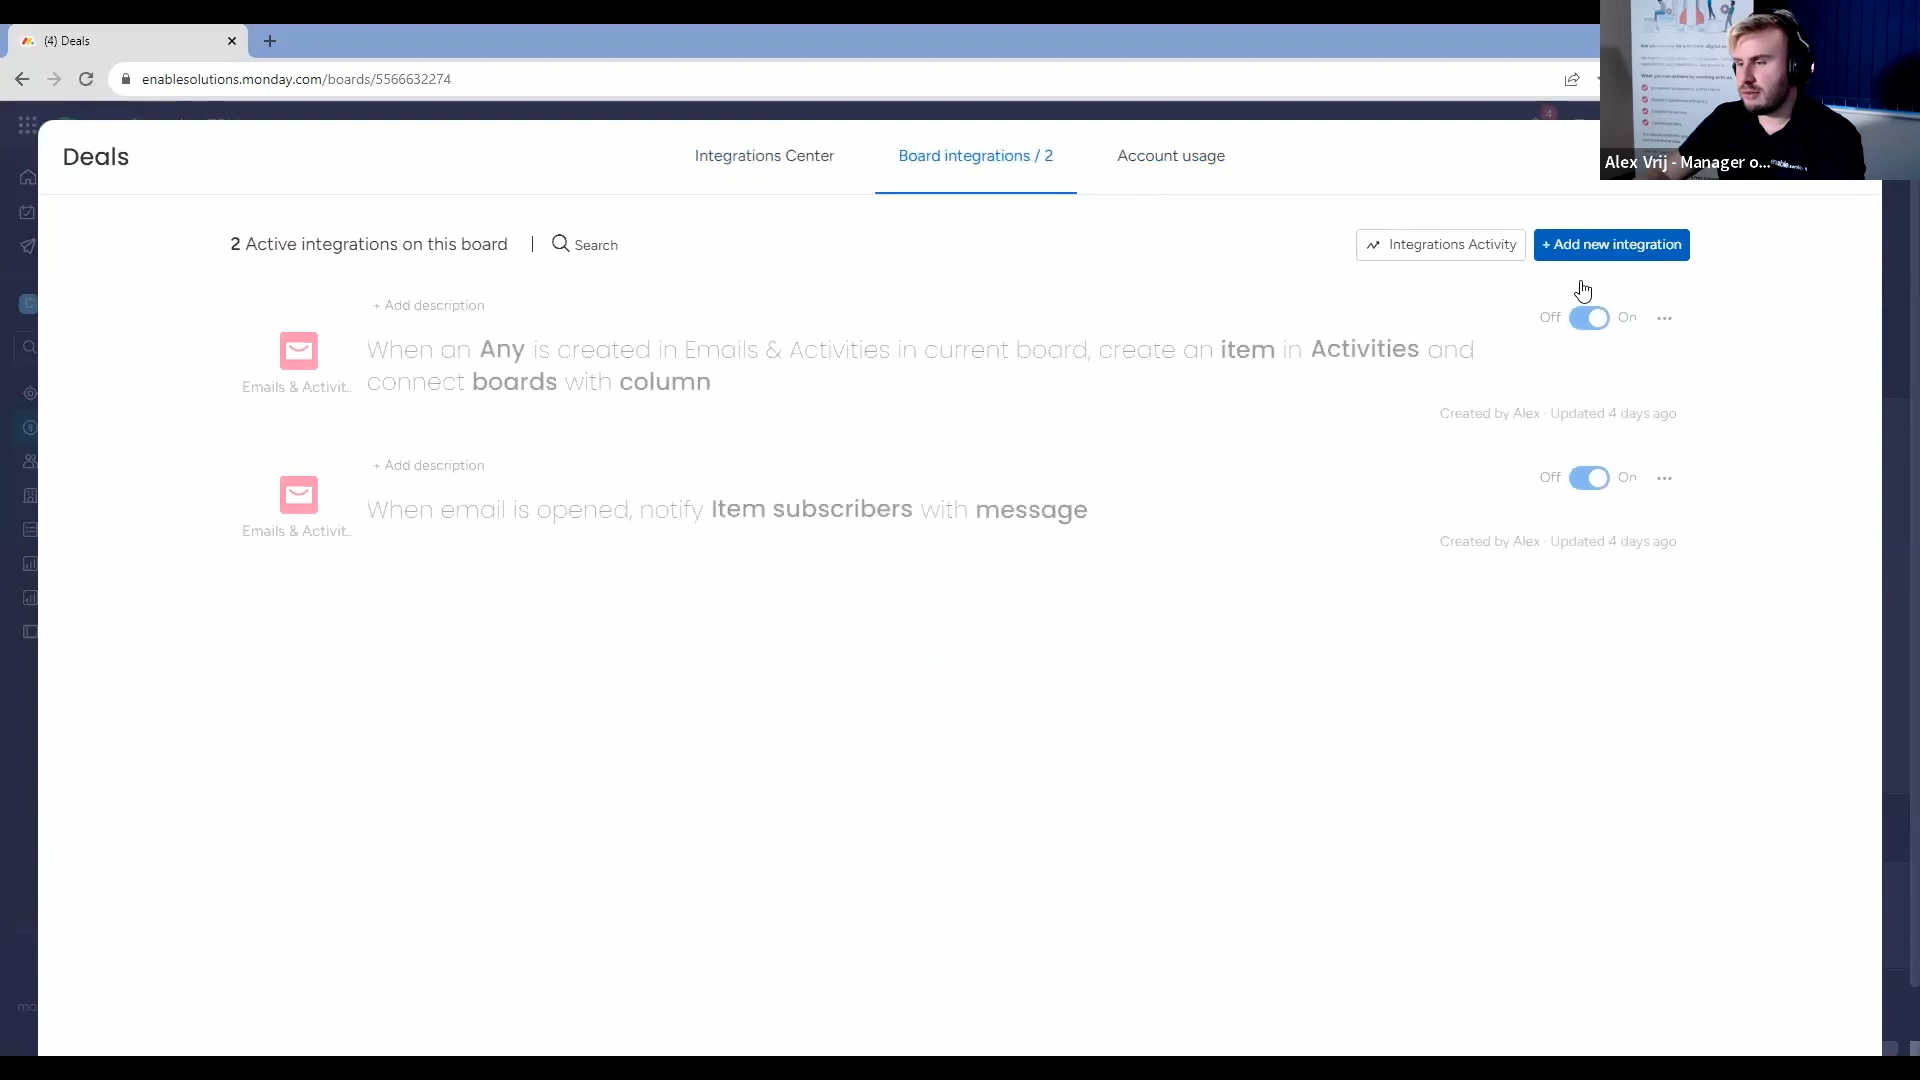 (4) Deals
enablesolutions.monday.com/boards/5566632274
4
Alex Vrij - Manager o...
Deals
Integrations Center
Board integrations / 2
Account usage
2 Active integrations on this board
Search
Integrations Activity
+ Add new integration
+ Add description
Off
On
When an Any is created in Emails & Activities in current board, create an item in Activities and
connect boards with column
Emails & Activit..
Created by Alex · Updated 4 days ago
+ Add description
Off
On
When email is opened, notify Item subscribers with message
Emails & Activit..
Created by Alex · Updated 4 days ago